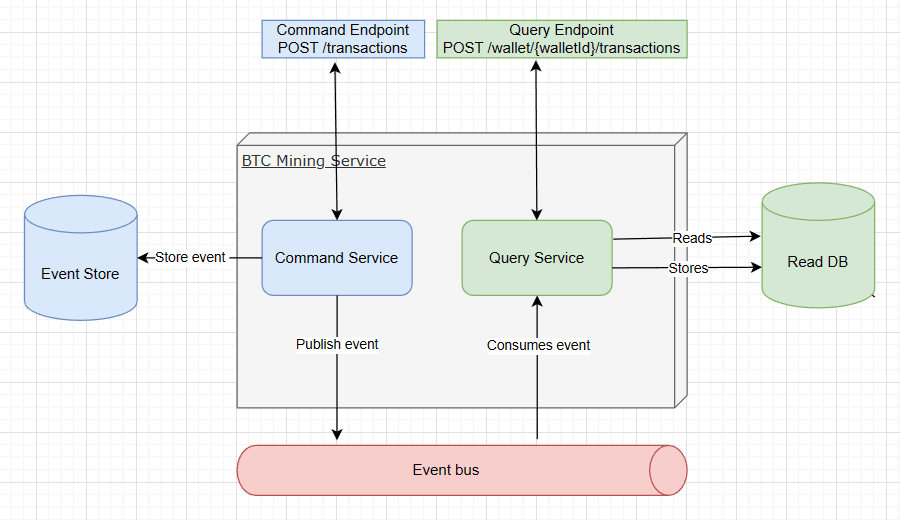 Command Endpoint
POST /transactions
Query Endpoint
POST /wallet/{walletId}/transactions
BTC Mining Service
Event Store
Store event
Command Service
Query Service
Reads
Stores
Read DB
Publish event
Consumes event
Event bus